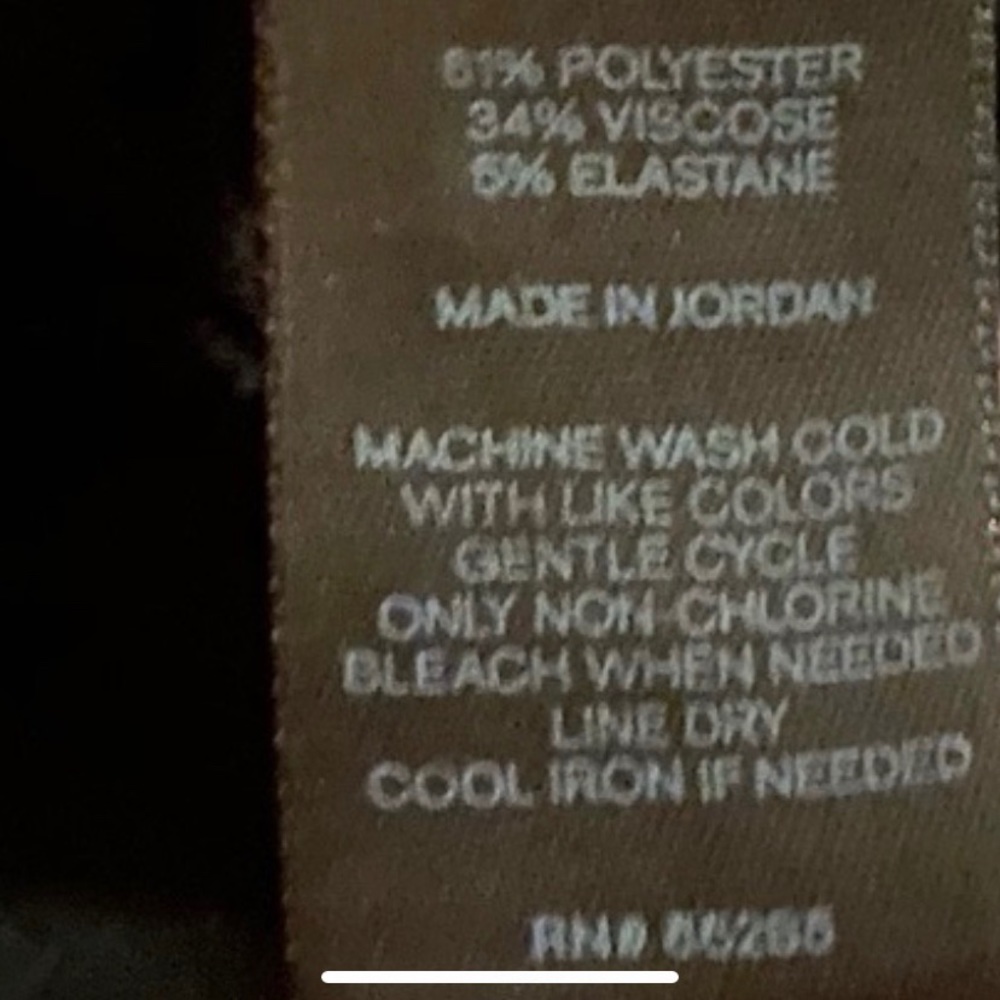 61% POLYESTER
34% VISCOSE
5% ELASTANE
MADE IN JORDAN
MACHINE WASH COLD
WITH LIKE COLORS
GENTLE CYCLE
ONLY NON-CHLORINE
BLEACH WHEN NEEDED
LINE DRY
COOL IRON IF NEEDED
RN#